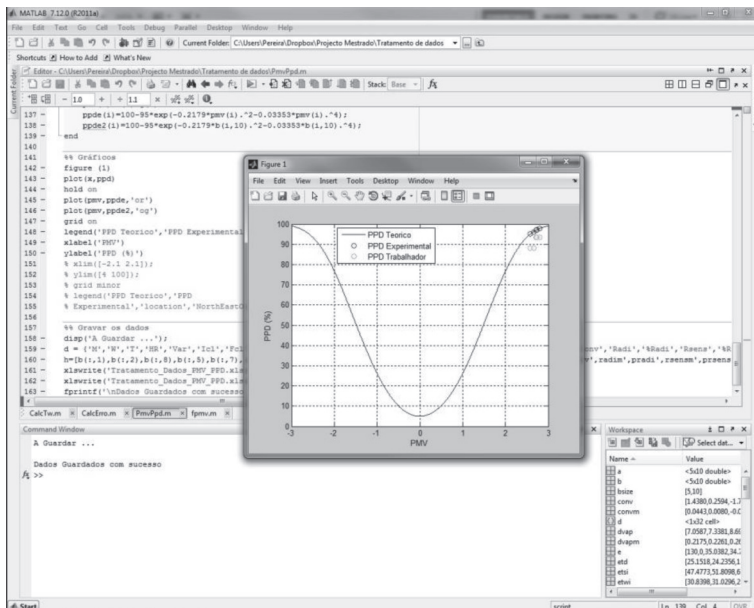 MATLAB 7.12.0 (R2011a)
File Edit Text Go Cell Tools Debug Parallel Desktop Window Help
Current Folder: C:\Users\Pereira\Dropbox\Projecto Mestrado\Tratamento de dados
Shortcuts How to Add What's New
Current Folder
Editor - C:\Users\Pereira\Dropbox\Projecto Mestrado\Tratamento de dados\PmvPpd.m
Stack: Base
- 1.0 + ÷ 1.1 ×
137 - ppde(i)=100-95*exp(-0.2179*pmv(i).^2-0.03353*pmv(i).^4);
138 - ppde2(i)=100-95*exp(-0.2179*b(i,10).^2-0.03353*b(i,10).^4);
139 - end
140
141 %% Gráficos
142 - figure (1)
143 - plot(x,ppd)
144 - hold on
145 - plot(pmv,ppde,'or')
146 - plot(pmv,ppde2,'og')
147 - grid on
148 - legend('PPD Teorico','PPD Experimental
149 - xlabel('PMV')
150 - ylabel('PPD (%)')
151 % xlim([-2.1 2.1]);
152 % ylim([4 100]);
153 % grid minor
154 % legend('PPD Teorico','PPD
155 % Experimental','location','NorthEastO
156
157 %% Gravar os dados
158 - disp('A Guardar ...');
159 - d = {'M','W','T','HR','Var','Icl','Fcl
nv','Radi','%Radi','Rsens','%R
160 - h=[b(:,1),b(:,2),b(:,8),b(:,5),b(:,7),
',radim',pradi',rsensm',prsens
161 - xlswrite('Tratamento_Dados_PMV_PPD.xls
162 - xlswrite('Tratamento_Dados_PMV_PPD.xls
163 - fprintf('\nDados Guardados com sucesso
Figure 1
File Edit View Insert Tools Desktop Window Help
PPD Teorico
PPD Experimental
PPD Trabalhador
100
90
80
70
60
50
40
30
20
10
0
PPD (%)
-3 -2 -1 0 1 2 3
PMV
CalcTw.m × CalcErro.m × PmvPpd.m × fpmv.m ×
Command Window
A Guardar ...
Dados Guardados com sucesso
fx >>
Workspace
Select dat...
Name Value
a <5x10 double>
b <5x10 double>
bsize [5,10]
conv [1.4380,0.2594,-1.7
convm [0.0443,0.0080,-0.0
d <1x32 cell>
dvap [7.0587,7.3381,8.69
dvapm [0.2175,0.2261,0.26
e [130,0,35.0382,34.7
etd [25.1518,24.2356,1
etsi [47.4773,51.8098,6
etwi [30.8398,31.0296,2
Start
script
Ln 139 Col 4 OVR